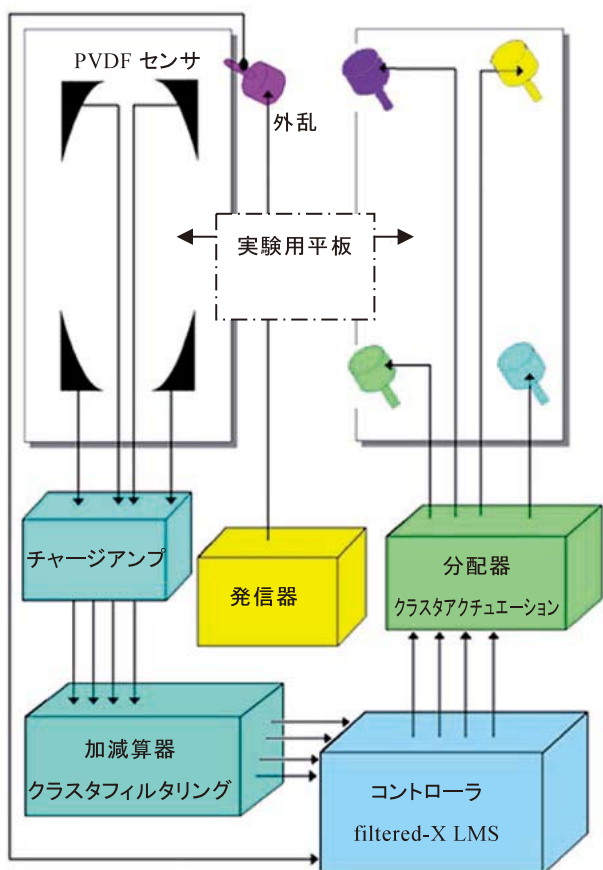 PVDF センサ
外乱
実験用平板
チャージアンプ
発信器
分配器
クラスタアクチュエーション
加減算器
クラスタフィルタリング
コントローラ
filtered-X LMS